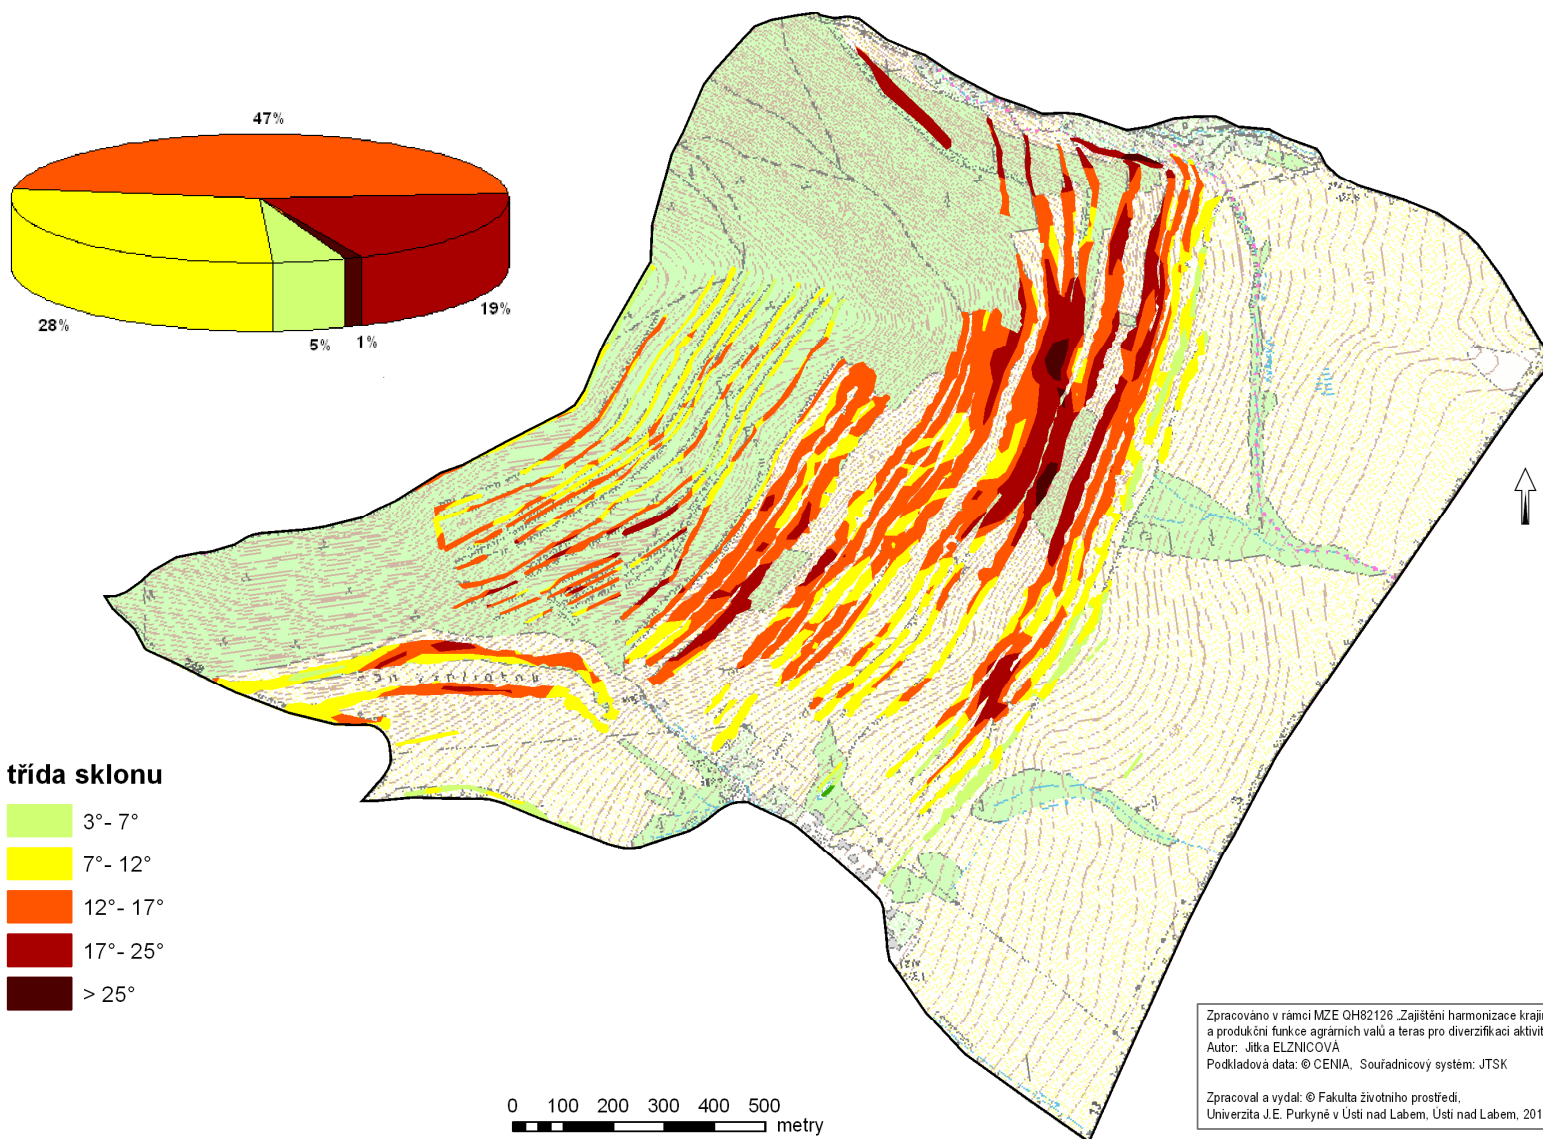 47%
28%
5%
1%
19%
třída sklonu
3°- 7°
7°- 12°
12°- 17°
17°- 25°
> 25°
0 100 200 300 400 500
metry
Zpracováno v rámci MZE QH82126 „Zajištění harmonizace kraji
a produkční funkce agrárních valů a teras pro diverzifikaci aktivit
Autor: Jitka ELZNICOVÁ
Podkladová data: © CENIA, Souřadnicový systém: JTSK
Zpracoval a vydal: © Fakulta životního prostředí,
Univerzita J.E. Purkyně v Ústí nad Labem, Ústí nad Labem, 201